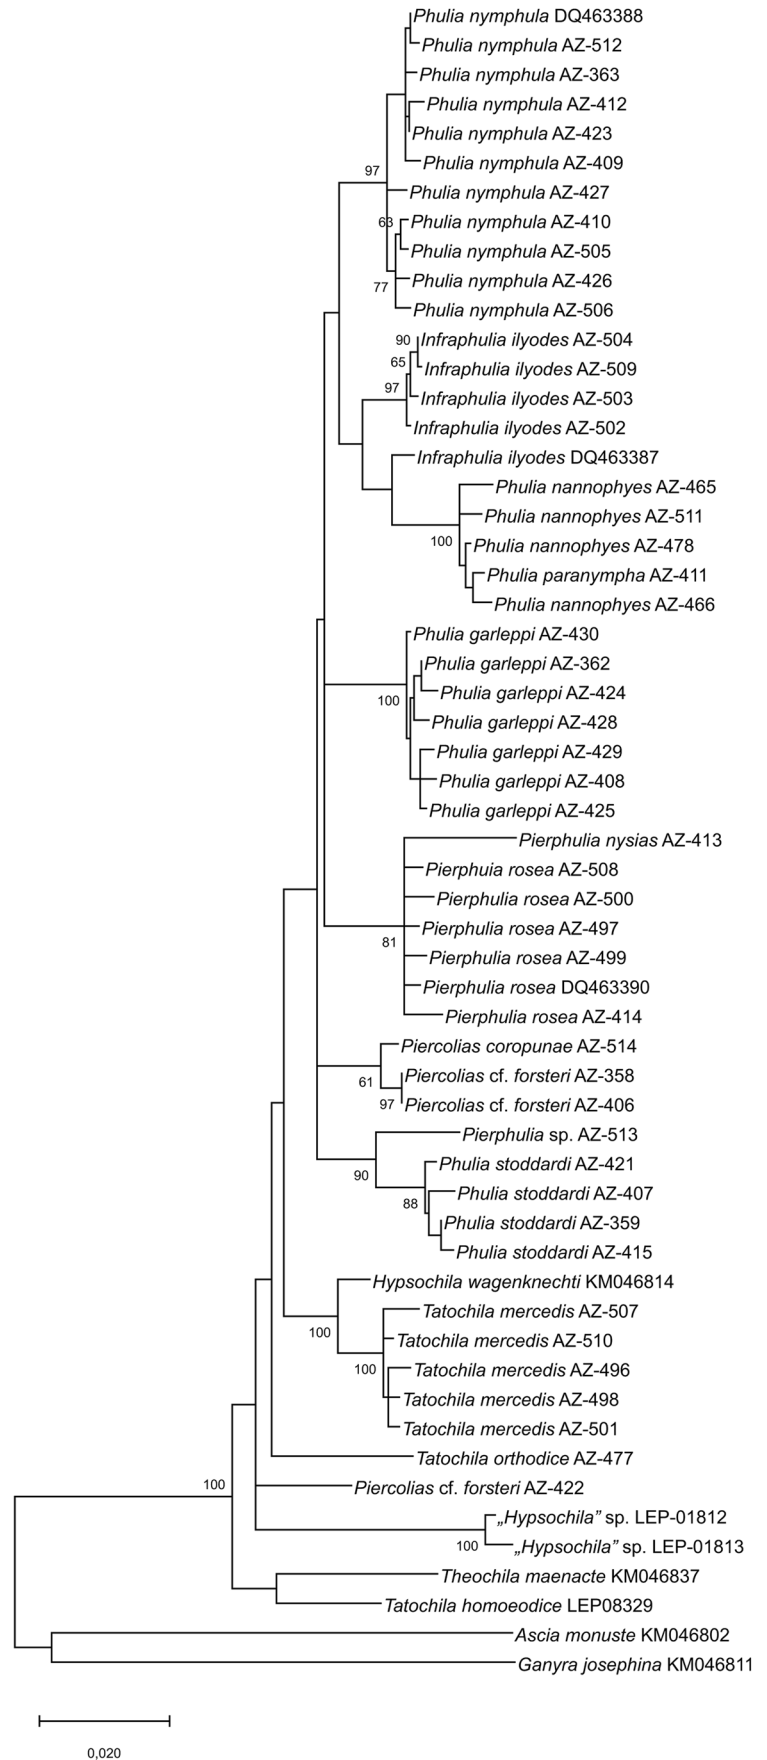 Phulia nymphula DQ463388
Phulia nymphula AZ-512
Phulia nymphula AZ-363
Phulia nymphula AZ-412
Phulia nymphula AZ-423
Phulia nymphula AZ-409
97
Phulia nymphula AZ-427
63
Phulia nymphula AZ-410
Phulia nymphula AZ-505
Phulia nymphula AZ-426
77
Phulia nymphula AZ-506
90
Infraphulia ilyodes AZ-504
65
Infraphulia ilyodes AZ-509
97
Infraphulia ilyodes AZ-503
Infraphulia ilyodes AZ-502
Infraphulia ilyodes DQ463387
Phulia nannophyes AZ-465
Phulia nannophyes AZ-511
100
Phulia nannophyes AZ-478
Phulia paranympha AZ-411
Phulia nannophyes AZ-466
Phulia garleppi AZ-430
Phulia garleppi AZ-362
100
Phulia garleppi AZ-424
Phulia garleppi AZ-428
Phulia garleppi AZ-429
Phulia garleppi AZ-408
Phulia garleppi AZ-425
Pierphulia nysias AZ-413
Pierphuia rosea AZ-508
Pierphulia rosea AZ-500
Pierphulia rosea AZ-497
81
Pierphulia rosea AZ-499
Pierphulia rosea DQ463390
Pierphulia rosea AZ-414
Piercolias coropunae AZ-514
61
Piercolias cf. forsteri AZ-358
97
Piercolias cf. forsteri AZ-406
Pierphulia sp. AZ-513
90
Phulia stoddardi AZ-421
88
Phulia stoddardi AZ-407
Phulia stoddardi AZ-359
Phulia stoddardi AZ-415
Hypsochila wagenknechti KM046814
Tatochila mercedis AZ-507
100
Tatochila mercedis AZ-510
100
Tatochila mercedis AZ-496
Tatochila mercedis AZ-498
Tatochila mercedis AZ-501
Tatochila orthodice AZ-477
100
Piercolias cf. forsteri AZ-422
„Hypsochila” sp. LEP-01812
100
„Hypsochila” sp. LEP-01813
Theochila maenacte KM046837
Tatochila homoeodice LEP08329
Ascia monuste KM046802
Ganyra josephina KM046811
0,020